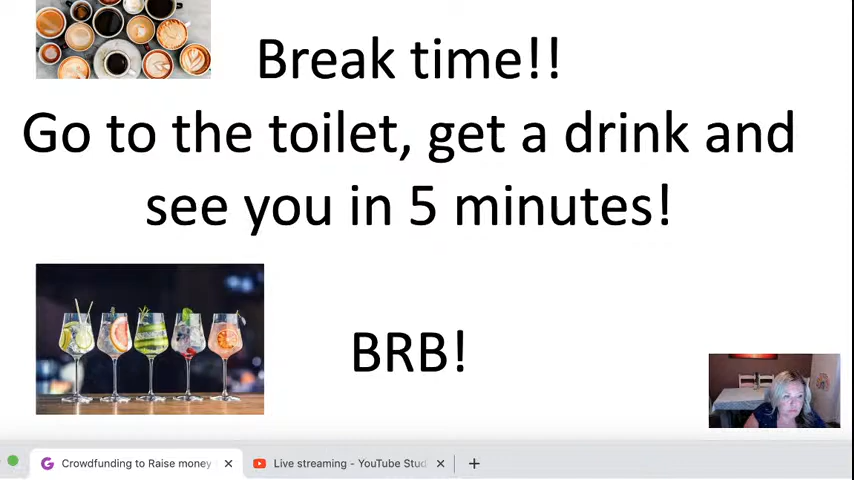 Break time!!
Go to the toilet, get a drink and
see you in 5 minutes!
BRB!
Crowdfunding to Raise money
Live streaming - YouTube Stud